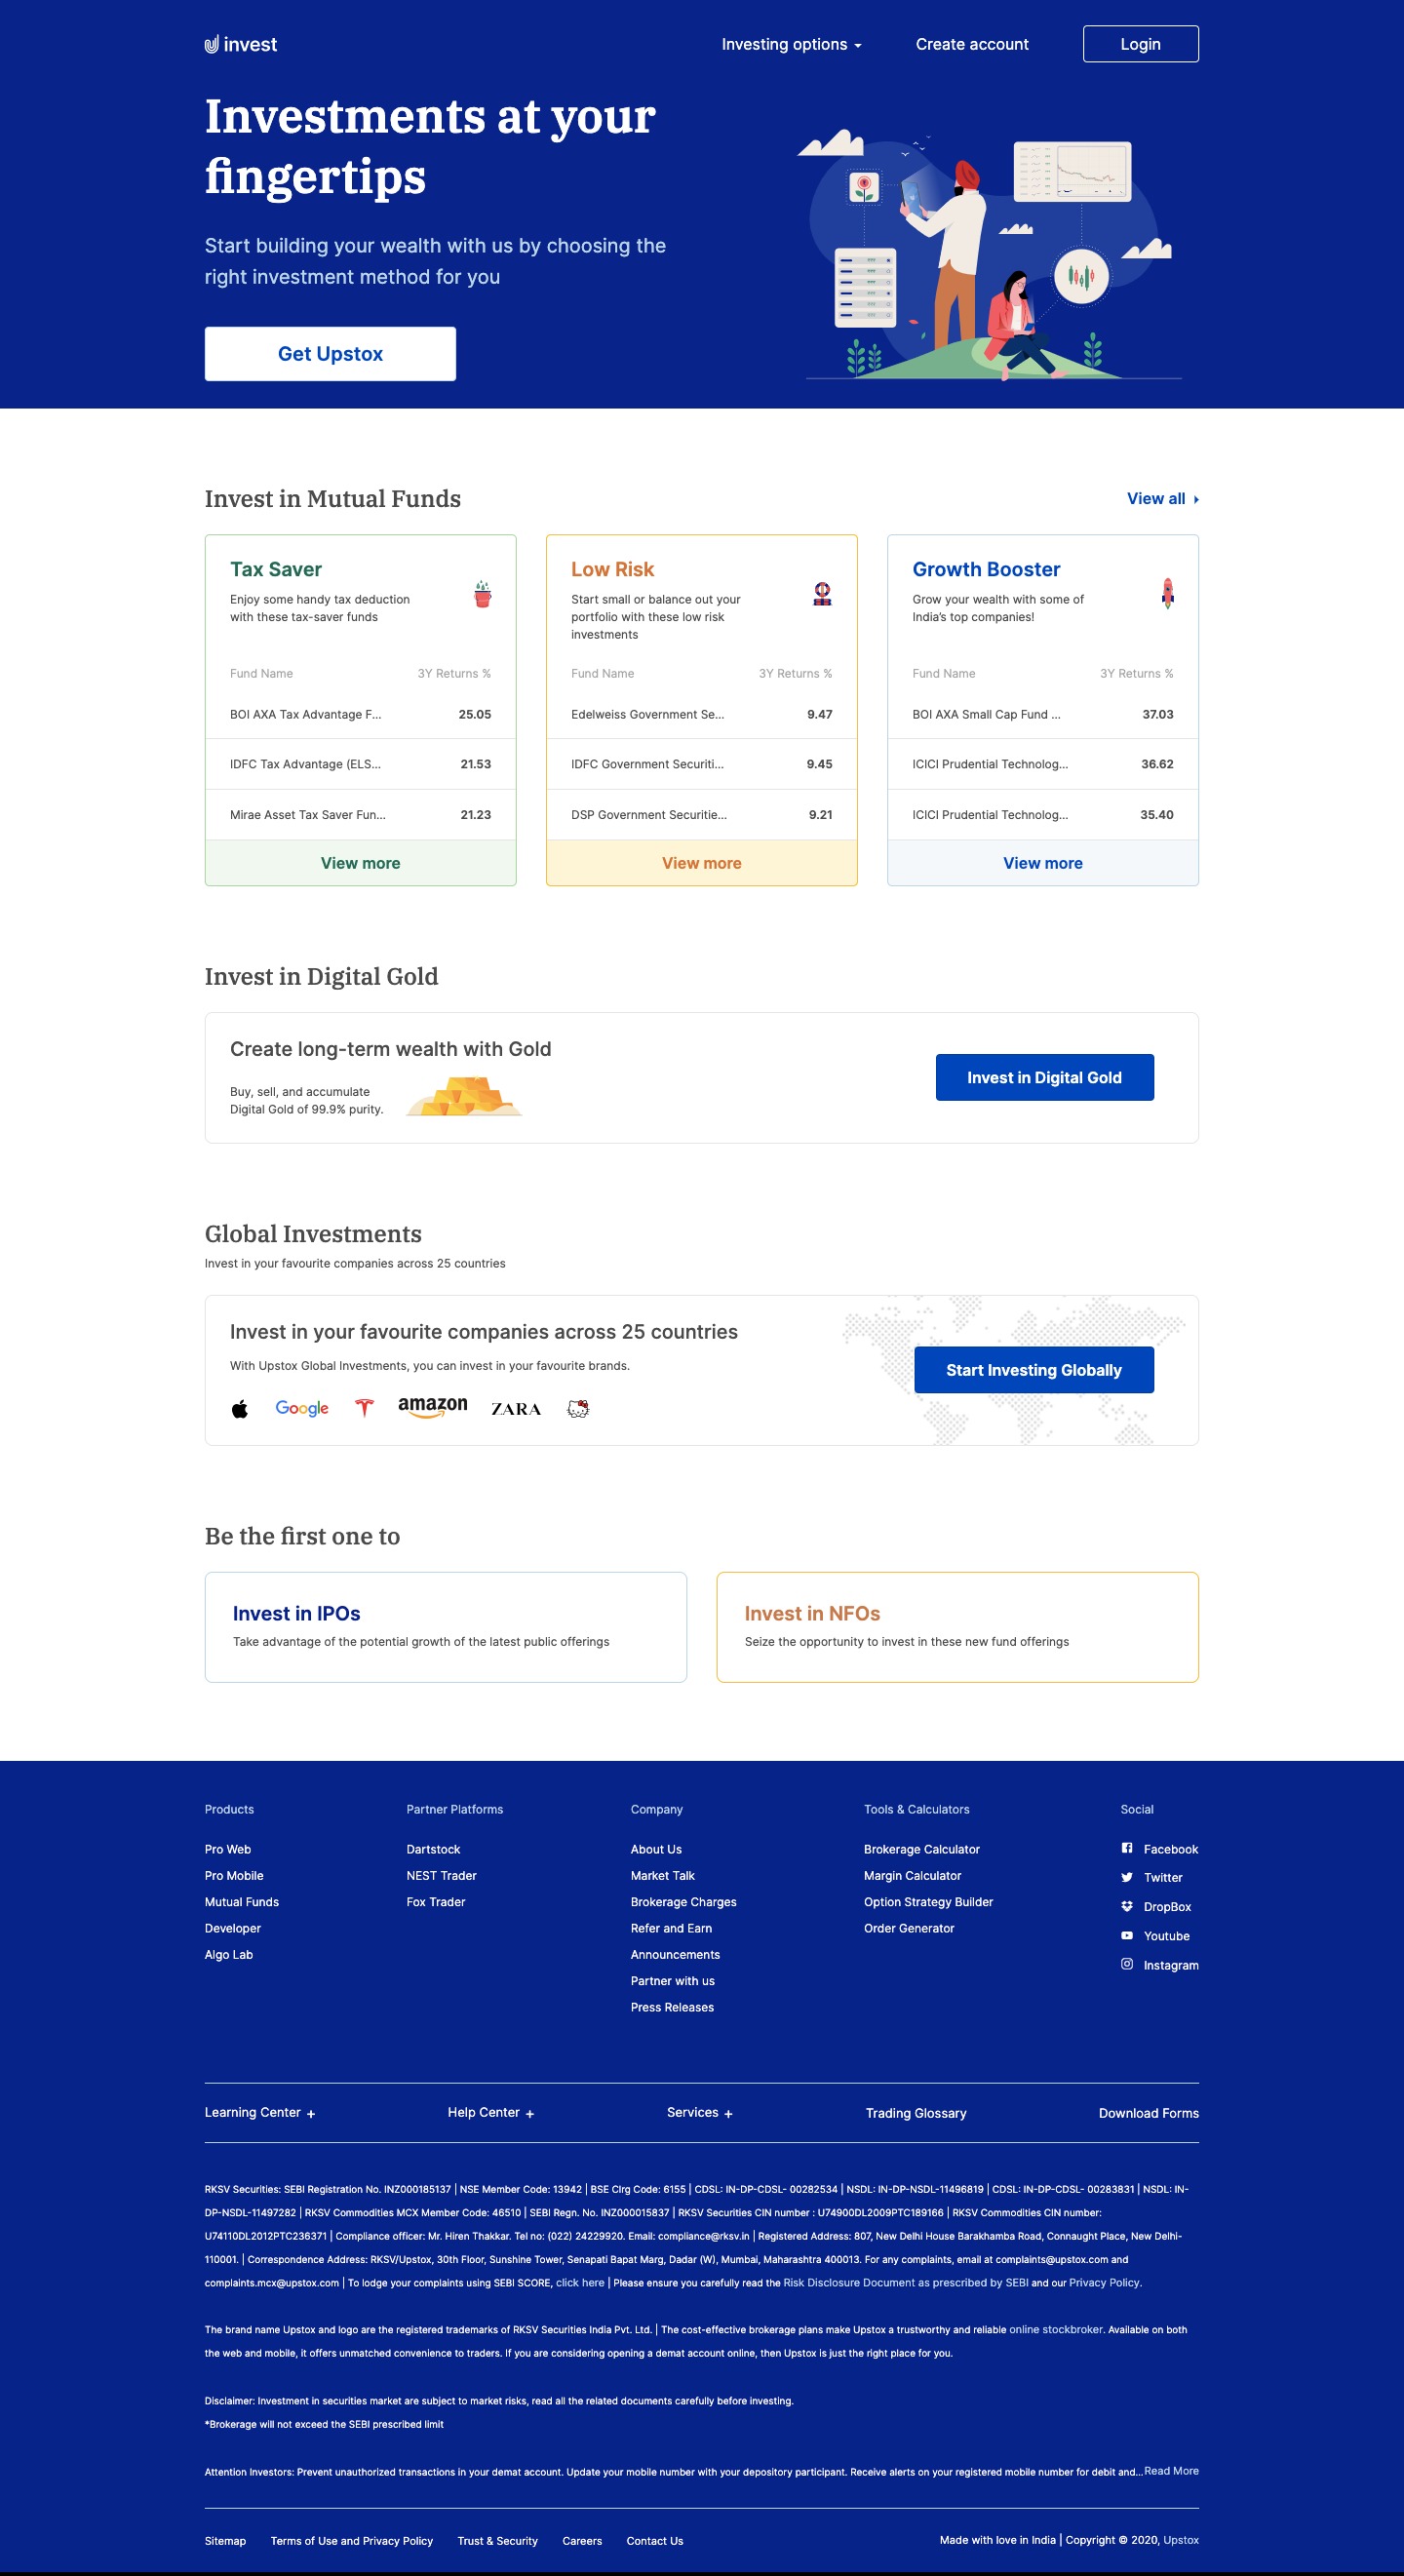 invest
Investing options
Create account
Login
Investments at your
fingertips
Start building your wealth with us by choosing the
right investment method for you
Get Upstox
Invest in Mutual Funds
View all
Tax Saver
Enjoy some handy tax deduction
with these tax-saver funds
Fund Name 3Y Returns %
BOI AXA Tax Advantage F... 25.05
IDFC Tax Advantage (ELS... 21.53
Mirae Asset Tax Saver Fun... 21.23
View more
Low Risk
Start small or balance out your
portfolio with these low risk
investments
Fund Name 3Y Returns %
Edelweiss Government Se... 9.47
IDFC Government Securiti... 9.45
DSP Government Securitie... 9.21
View more
Growth Booster
Grow your wealth with some of
India's top companies!
Fund Name 3Y Returns %
BOI AXA Small Cap Fund ... 37.03
ICICI Prudential Technolog... 36.62
ICICI Prudential Technolog... 35.40
View more
Invest in Digital Gold
Create long-term wealth with Gold
Buy, sell, and accumulate
Digital Gold of 99.9% purity.
Invest in Digital Gold
Global Investments
Invest in your favourite companies across 25 countries
Invest in your favourite companies across 25 countries
With Upstox Global Investments, you can invest in your favourite brands.
Google amazon ZARA
Start Investing Globally
Be the first one to
Invest in IPOs
Take advantage of the potential growth of the latest public offerings
Invest in NFOs
Seize the opportunity to invest in these new fund offerings
Products
Pro Web
Pro Mobile
Mutual Funds
Developer
Algo Lab
Partner Platforms
Dartstock
NEST Trader
Fox Trader
Company
About Us
Market Talk
Brokerage Charges
Refer and Earn
Announcements
Partner with us
Press Releases
Tools & Calculators
Brokerage Calculator
Margin Calculator
Option Strategy Builder
Order Generator
Social
Facebook
Twitter
DropBox
Youtube
Instagram
Learning Center +
Help Center +
Services +
Trading Glossary
Download Forms
RKSV Securities: SEBI Registration No. INZ000185137 | NSE Member Code: 13942 | BSE Clrg Code: 6155 | CDSL: IN-DP-CDSL- 00282534 | NSDL: IN-DP-NSDL-11496819 | CDSL: IN-DP-CDSL- 00283831 | NSDL: IN-
DP-NSDL-11497282 | RKSV Commodities MCX Member Code: 46510 | SEBI Regn. No. INZ000015837 | RKSV Securities CIN number : U74900DL2009PTC189166 | RKSV Commodities CIN number:
U74110DL2012PTC236371 | Compliance officer: Mr. Hiren Thakkar. Tel no: (022) 24229920. Email: compliance@rksv.in | Registered Address: 807, New Delhi House Barakhamba Road, Connaught Place, New Delhi-
110001. | Correspondence Address: RKSV/Upstox, 30th Floor, Sunshine Tower, Senapati Bapat Marg, Dadar (W), Mumbai, Maharashtra 400013. For any complaints, email at complaints@upstox.com and
complaints.mcx@upstox.com | To lodge your complaints using SEBI SCORE, click here | Please ensure you carefully read the Risk Disclosure Document as prescribed by SEBI and our Privacy Policy.
The brand name Upstox and logo are the registered trademarks of RKSV Securities India Pvt. Ltd. | The cost-effective brokerage plans make Upstox a trustworthy and reliable online stockbroker. Available on both
the web and mobile, it offers unmatched convenience to traders. If you are considering opening a demat account online, then Upstox is just the right place for you.
Disclaimer: Investment in securities market are subject to market risks, read all the related documents carefully before investing.
*Brokerage will not exceed the SEBI prescribed limit
Attention Investors: Prevent unauthorized transactions in your demat account. Update your mobile number with your depository participant. Receive alerts on your registered mobile number for debit and... Read More
Sitemap
Terms of Use and Privacy Policy
Trust & Security
Careers
Contact Us
Made with love in India | Copyright © 2020, Upstox